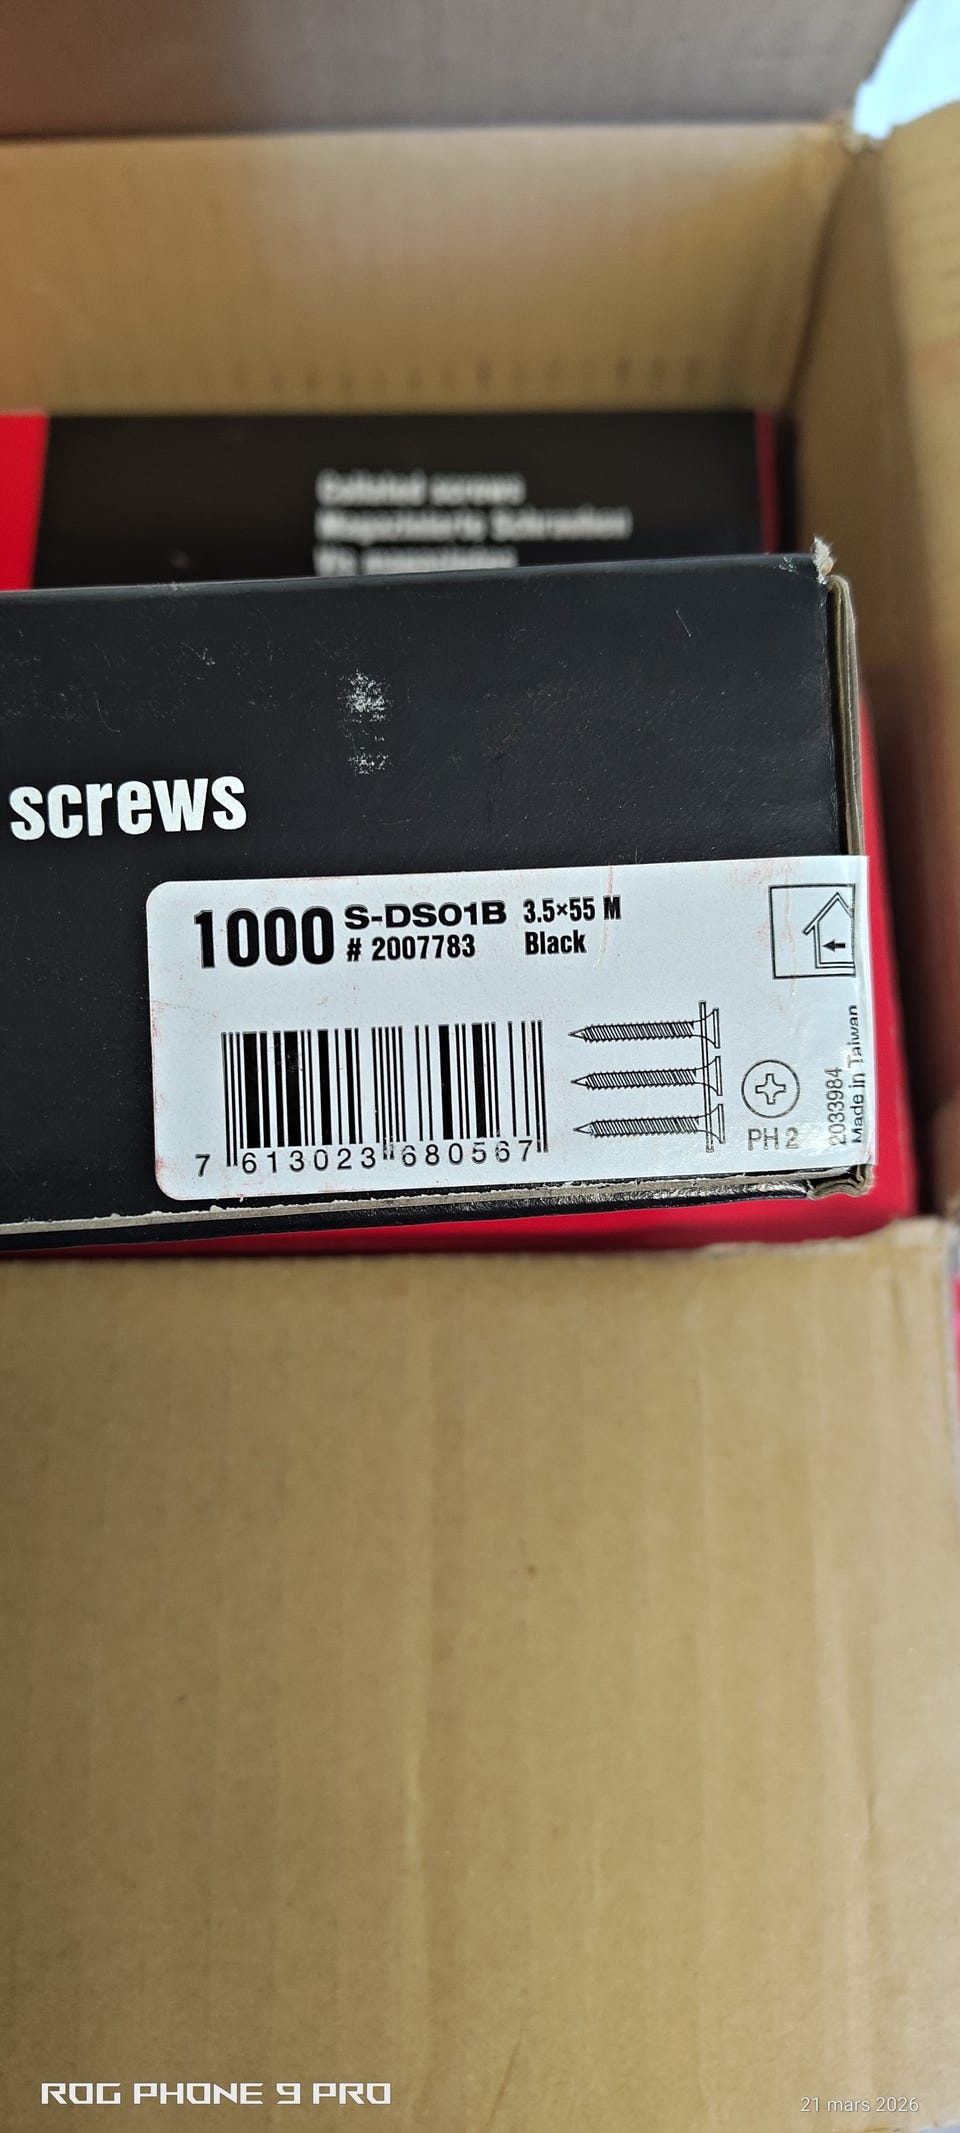 Collated screws
Magazinierte Schrauben
Vis
screws
1000 S-DS01B 3.5×55 M
# 2007783 Black
7 613023 680567
PH 2
2033984
Made in Taiwan
ROG PHONE 9 PRO
21 mars 2026